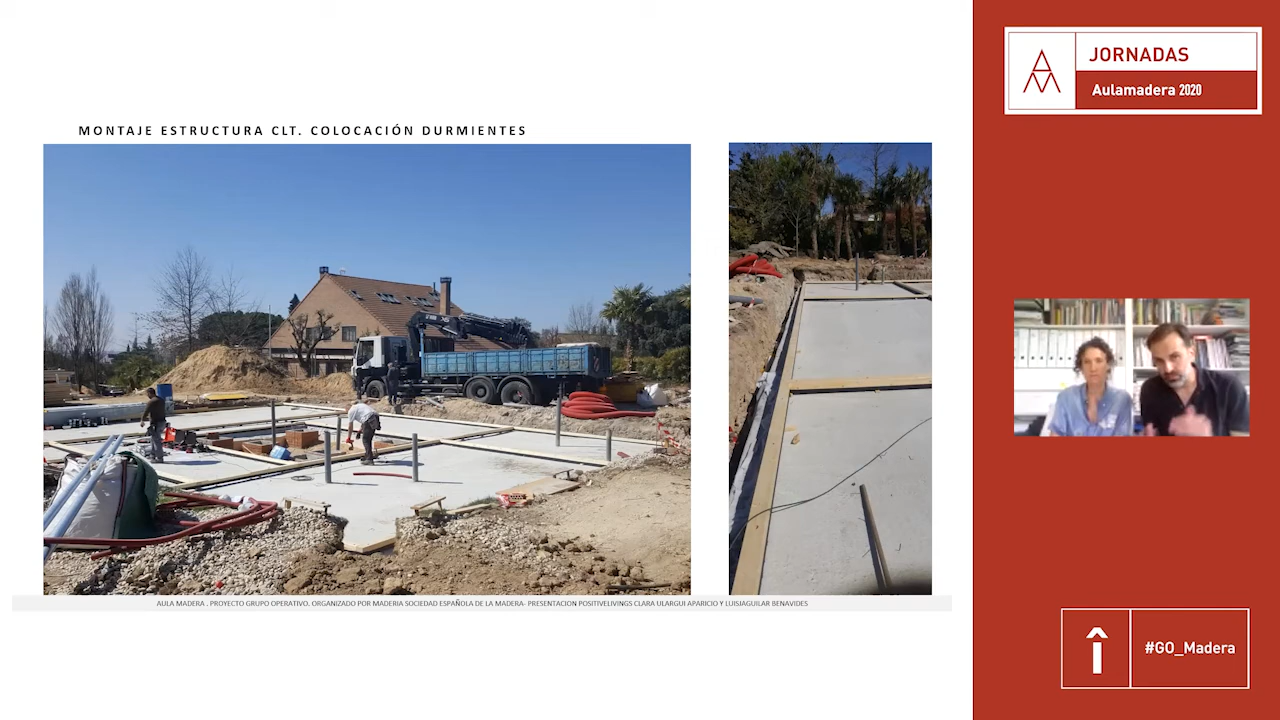 MONTAJE ESTRUCTURA CLT. COLOCACIÓN DURMIENTES
AULA MADERA . PROYECTO GRUPO OPERATIVO. ORGANIZADO POR MADERIA SOCIEDAD ESPAÑOLA DE LA MADERA- PRESENTACION POSITIVELIVINGS CLARA ULARGUI APARICIO Y LUISJAGUILAR BENAVIDES
JORNADAS
Aulamadera 2020
#GO_Madera